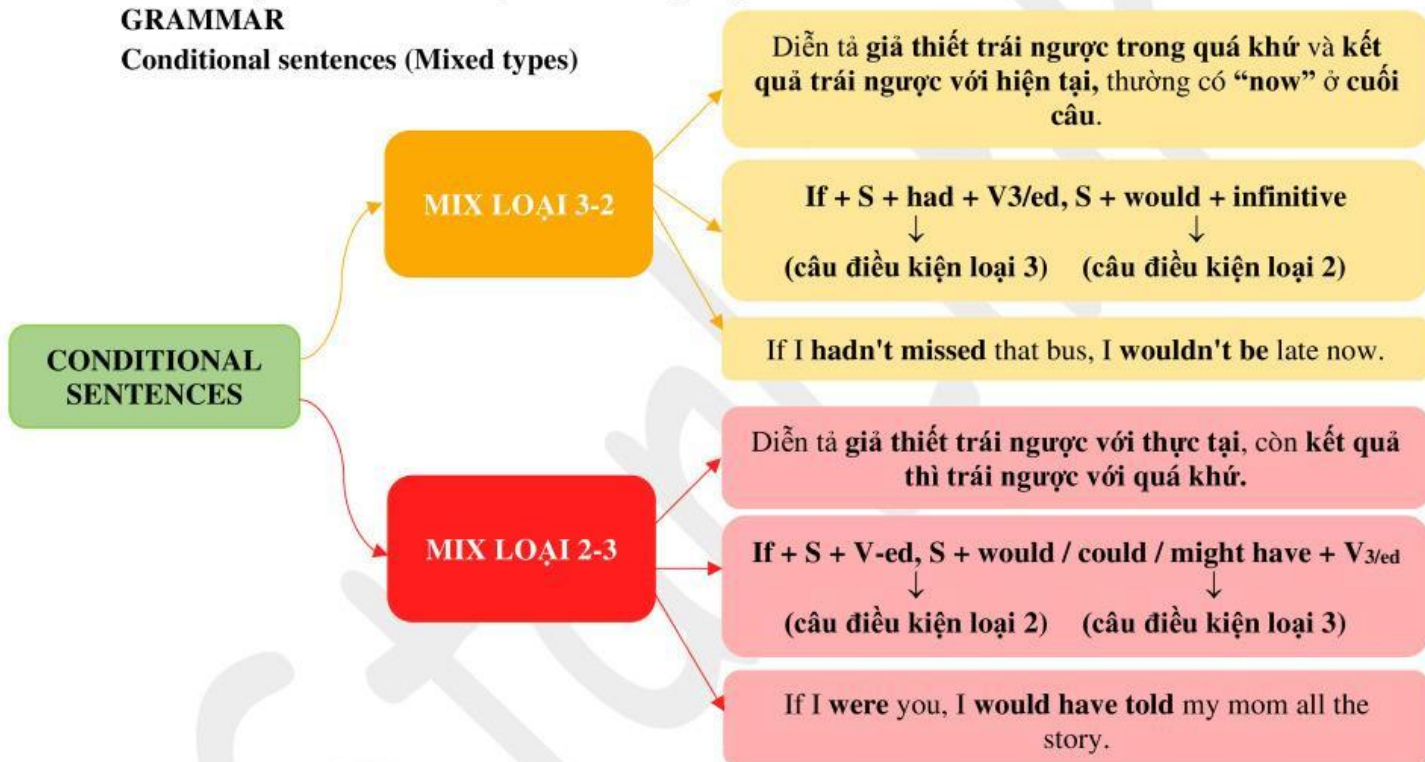 GRAMMAR
Conditional sentences (Mixed types)
CONDITIONAL
SENTENCES
MIX LOẠI 3-2
Diễn tả giả thiết trái ngược trong quá khứ và kết
quả trái ngược với hiện tại, thường có “now” ở cuối
câu.
If + S + had + V3/ed, S + would + infinitive
↓ ↓
(câu điều kiện loại 3) (câu điều kiện loại 2)
If I hadn't missed that bus, I wouldn't be late now.
MIX LOẠI 2-3
Diễn tả giả thiết trái ngược với thực tại, còn kết quả
thì trái ngược với quá khứ.
If + S + V-ed, S + would / could / might have + V3/ed
↓ ↓
(câu điều kiện loại 2) (câu điều kiện loại 3)
If I were you, I would have told my mom all the
story.